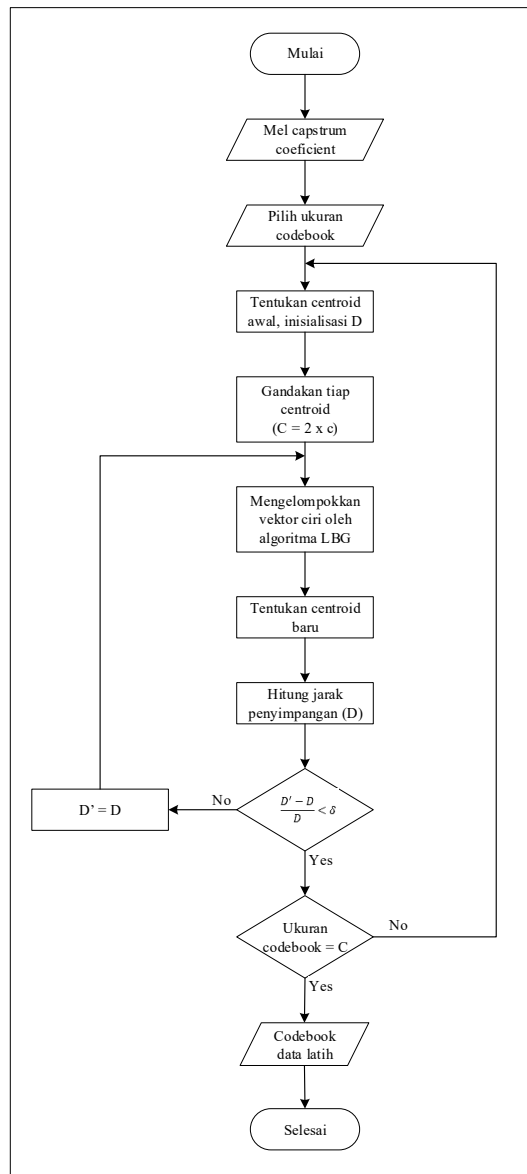 Mulai
Mel capstrum
coeficient
Pilih ukuran
codebook
Tentukan centroid
awal, inisialisasi D
Gandakan tiap
centroid
(C = 2 x c)
Mengelompokkan
vektor ciri oleh
algoritma LBG
Tentukan centroid
baru
Hitung jarak
penyimpangan (D)
D' − D
D
< δ
No
D’ = D
Yes
Ukuran
codebook = C
No
Yes
Codebook
data latih
Selesai